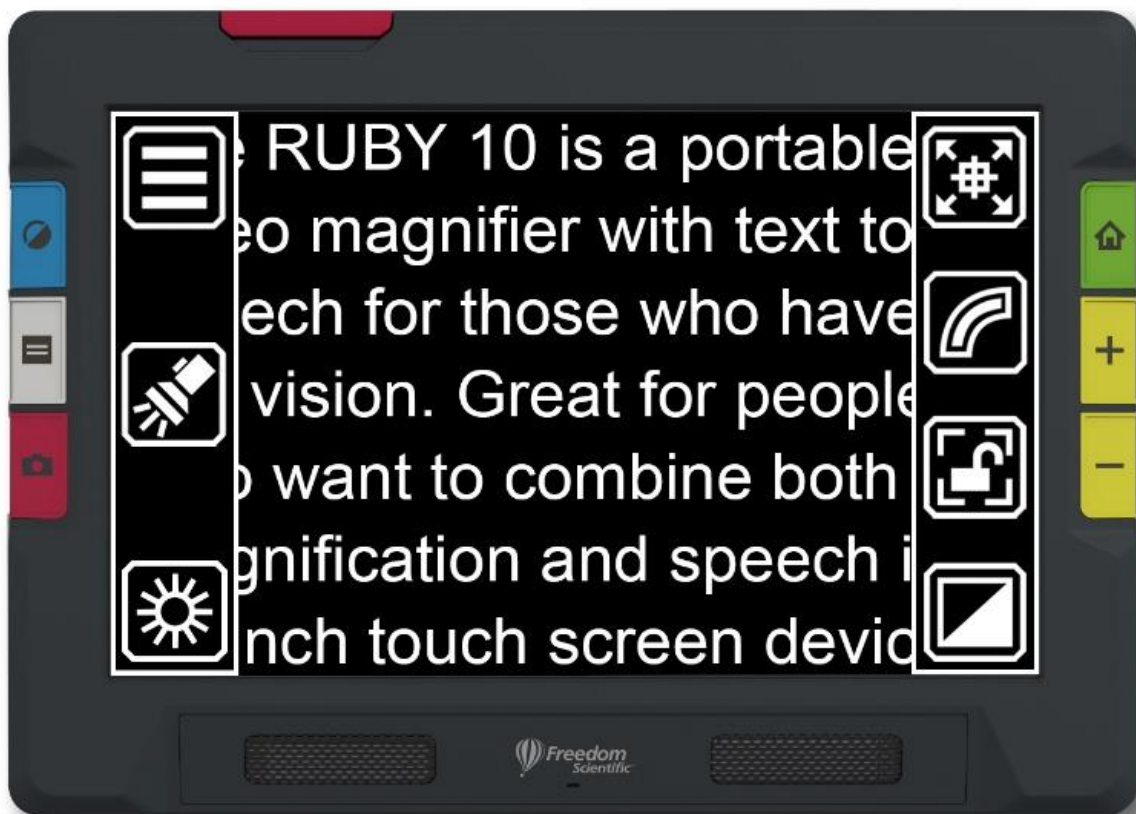 e RUBY 10 is a portable
eo magnifier with text to
ech for those who have
vision. Great for people
o want to combine both
gnification and speech i
nch touch screen devic
Freedom
Scientific